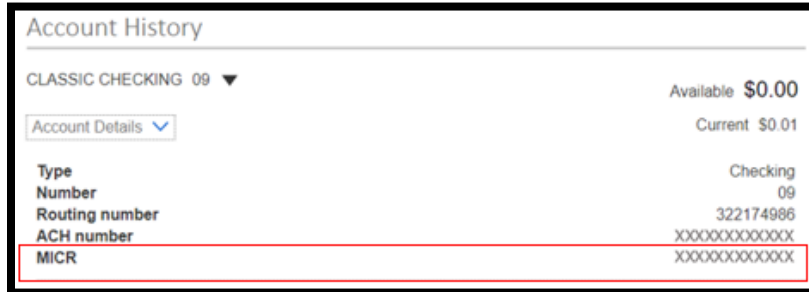 Account History
CLASSIC CHECKING 09
Available $0.00
Account Details
Current $0.01
Type Checking
Number 09
Routing number 322174986
ACH number XXXXXXXXXXXX
MICR XXXXXXXXXXXX